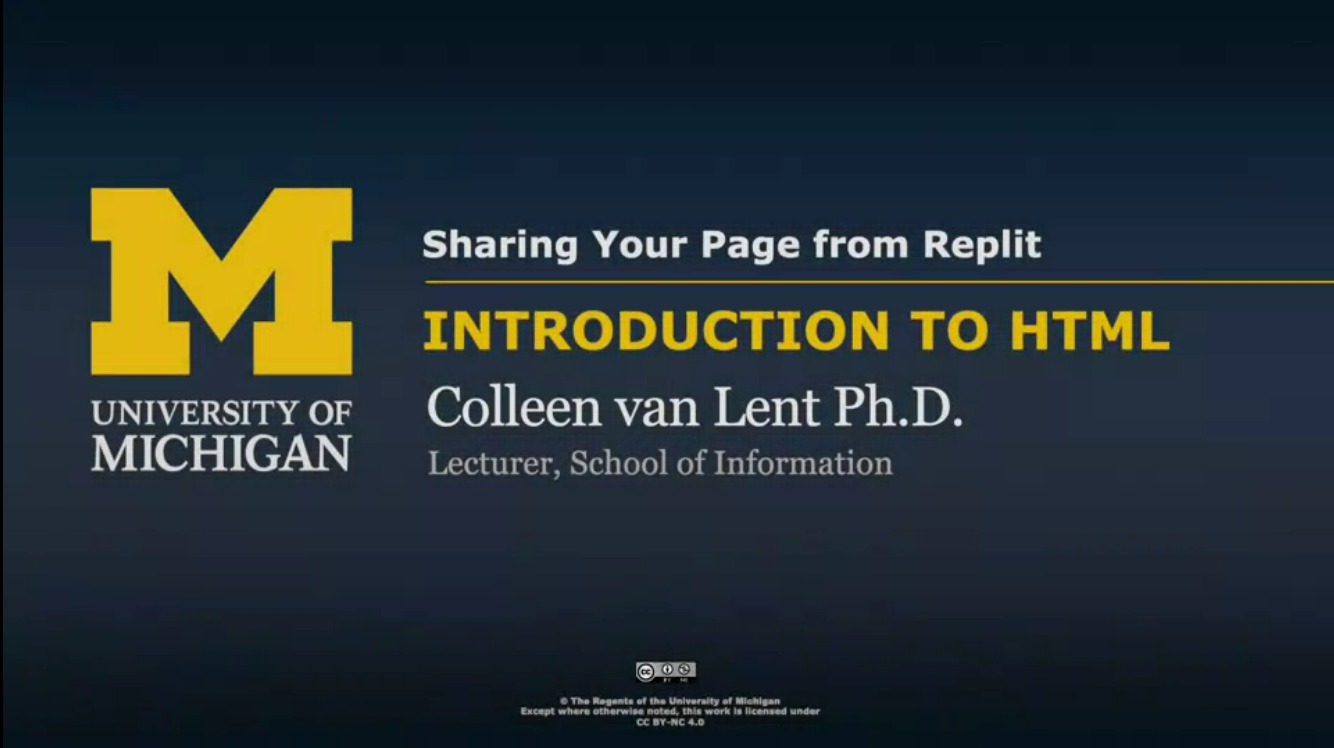 M
UNIVERSITY OF
MICHIGAN
Sharing Your Page from Replit
INTRODUCTION TO HTML
Colleen van Lent Ph.D.
Lecturer, School of Information
cc
BY NC
© The Regents of the University of Michigan
Except where otherwise noted, this work is licensed under
CC BY-NC 4.0